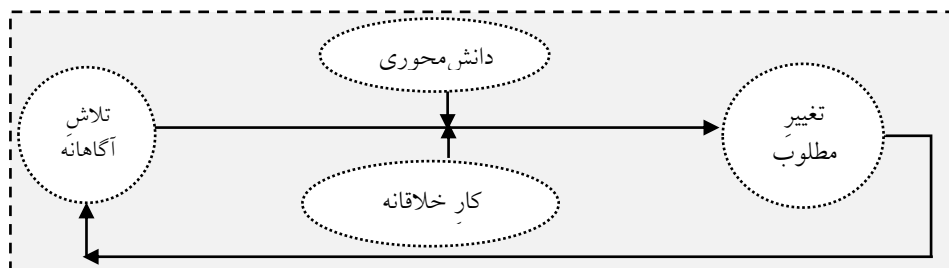 دانش‌محوری
تلاشِ
آگاهانه
تغییرِ
مطلوب
کارِ خلاقانه